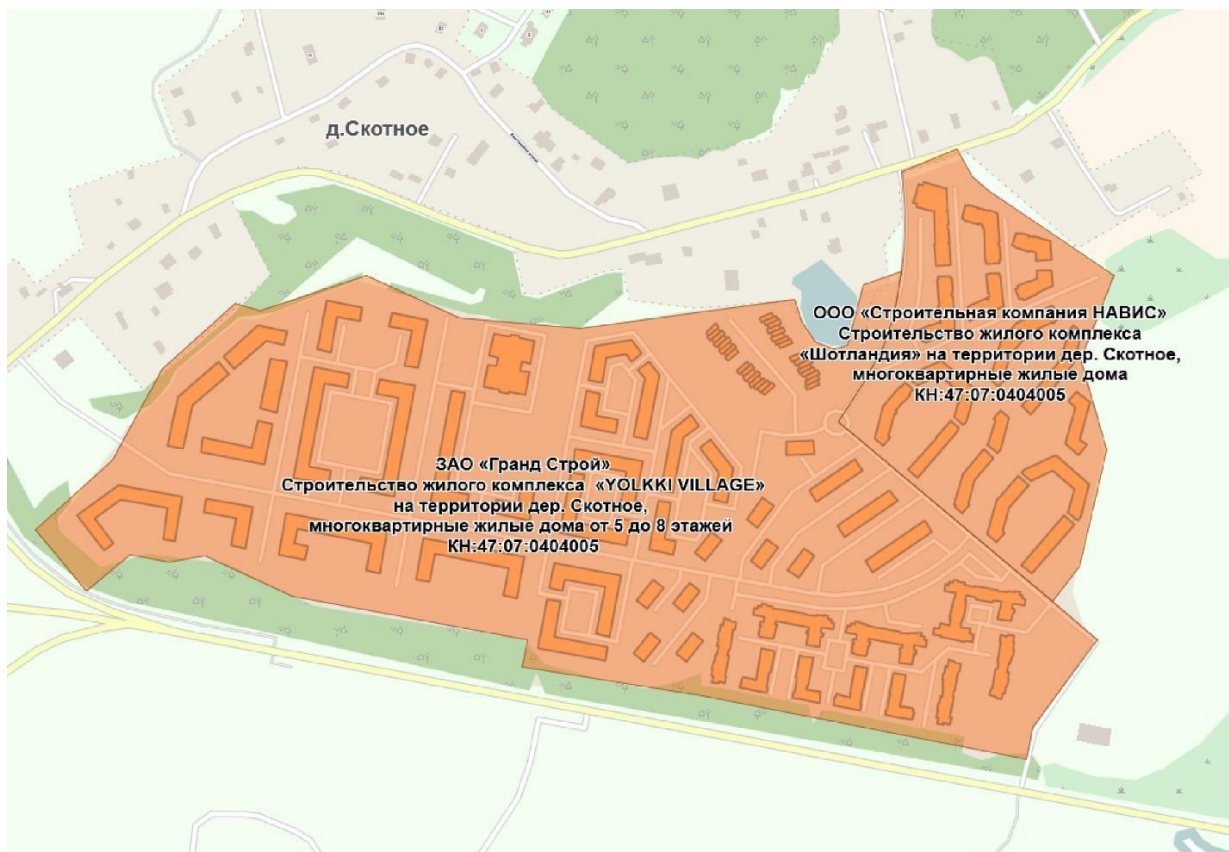 д.Скотное
ООО «Строительная компания НАВИС»
Строительство жилого комплекса
«Шотландия» на территории дер. Скотное,
многоквартирные жилые дома
КН:47:07:0404005
ЗАО «Гранд Строй»
Строительство жилого комплекса «YOLKKI VILLAGE»
на территории дер. Скотное,
многоквартирные жилые дома от 5 до 8 этажей
КН:47:07:0404005